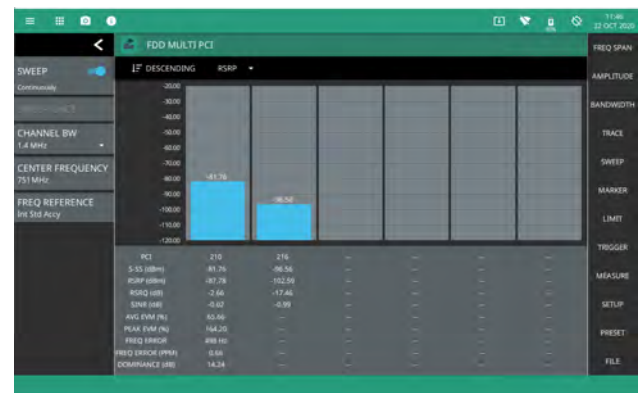 11:46
22 OCT 2020
FDD MULTI PCI
FREQ SPAN
DESCENDING RSRP
SWEEP
Continuously
AMPLITUDE
BANDWIDTH
CHANNEL BW
1.4 MHz
TRACE
CENTER FREQUENCY
751 MHz
SWEEP
FREQ REFERENCE
Int Std Accy
MARKER
LIMIT
TRIGGER
MEASURE
SETUP
PRESET
FILE
-20.00
-30.00
-40.00
-50.00
-60.00
-70.00
-80.00
-90.00
-100.00
-110.00
-120.00
-81.76
-96.56
PCI 210 216 -- -- -- --
S-SS (dBm) -81.76 -96.56 -- -- -- --
RSRP (dBm) -87.78 -102.58 -- -- -- --
RSRQ (dB) -2.66 -17.46 -- -- -- --
SINR (dB) -0.99 -- -- -- --
AVG EVM (%) -- -- -- -- --
PEAK EVM (%) 164.20 -- -- -- -- --
FREQ ERROR 498 Hz -- -- -- -- --
FREQ ERROR (PPM) 0.66 -- -- -- -- --
DOMINANCE (dB) 14.24 -- -- -- -- --